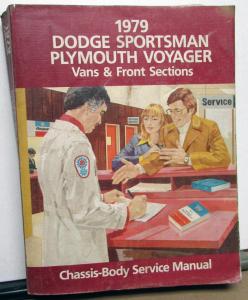 1979
DODGE SPORTSMAN
PLYMOUTH VOYAGER
Vans & Front Sections
Service
Chassis-Body Service Manual